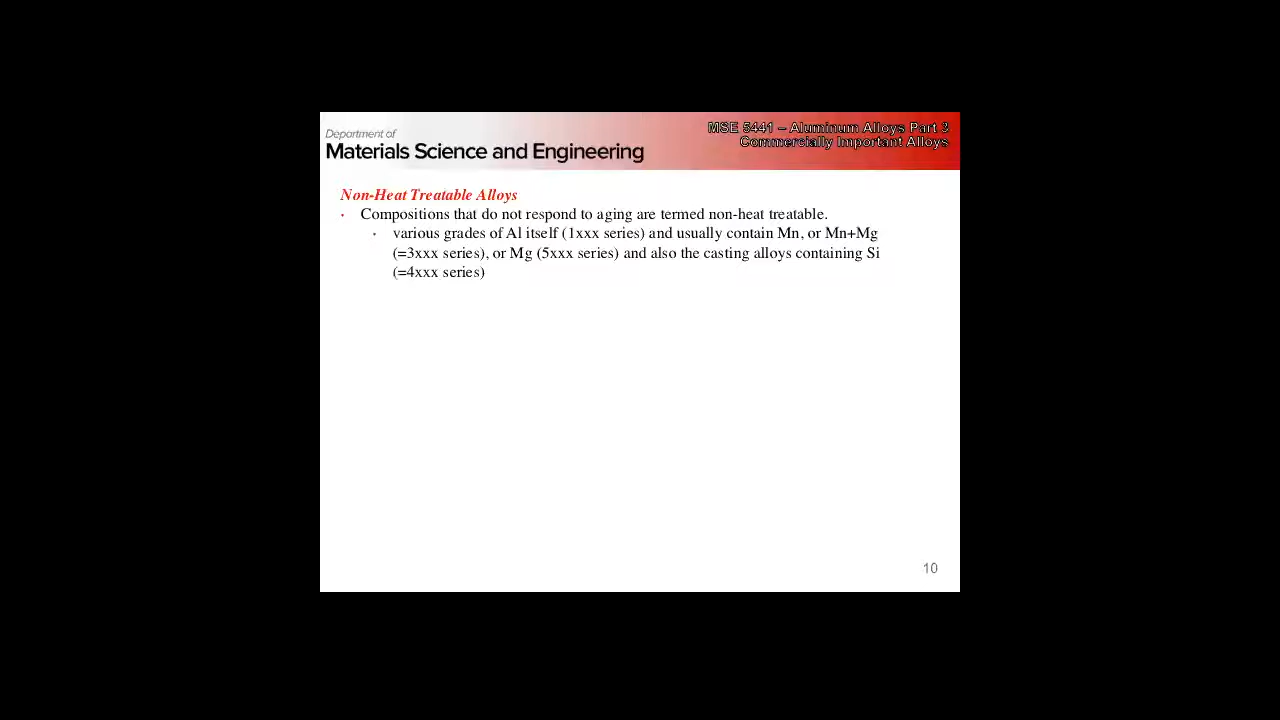 Department of
Materials Science and Engineering
MSE 5441 – Aluminum Alloys Part 3
Commercially Important Alloys
Non-Heat Treatable Alloys
• Compositions that do not respond to aging are termed non-heat treatable.
• various grades of Al itself (1xxx series) and usually contain Mn, or Mn+Mg
(=3xxx series), or Mg (5xxx series) and also the casting alloys containing Si
(=4xxx series)
10